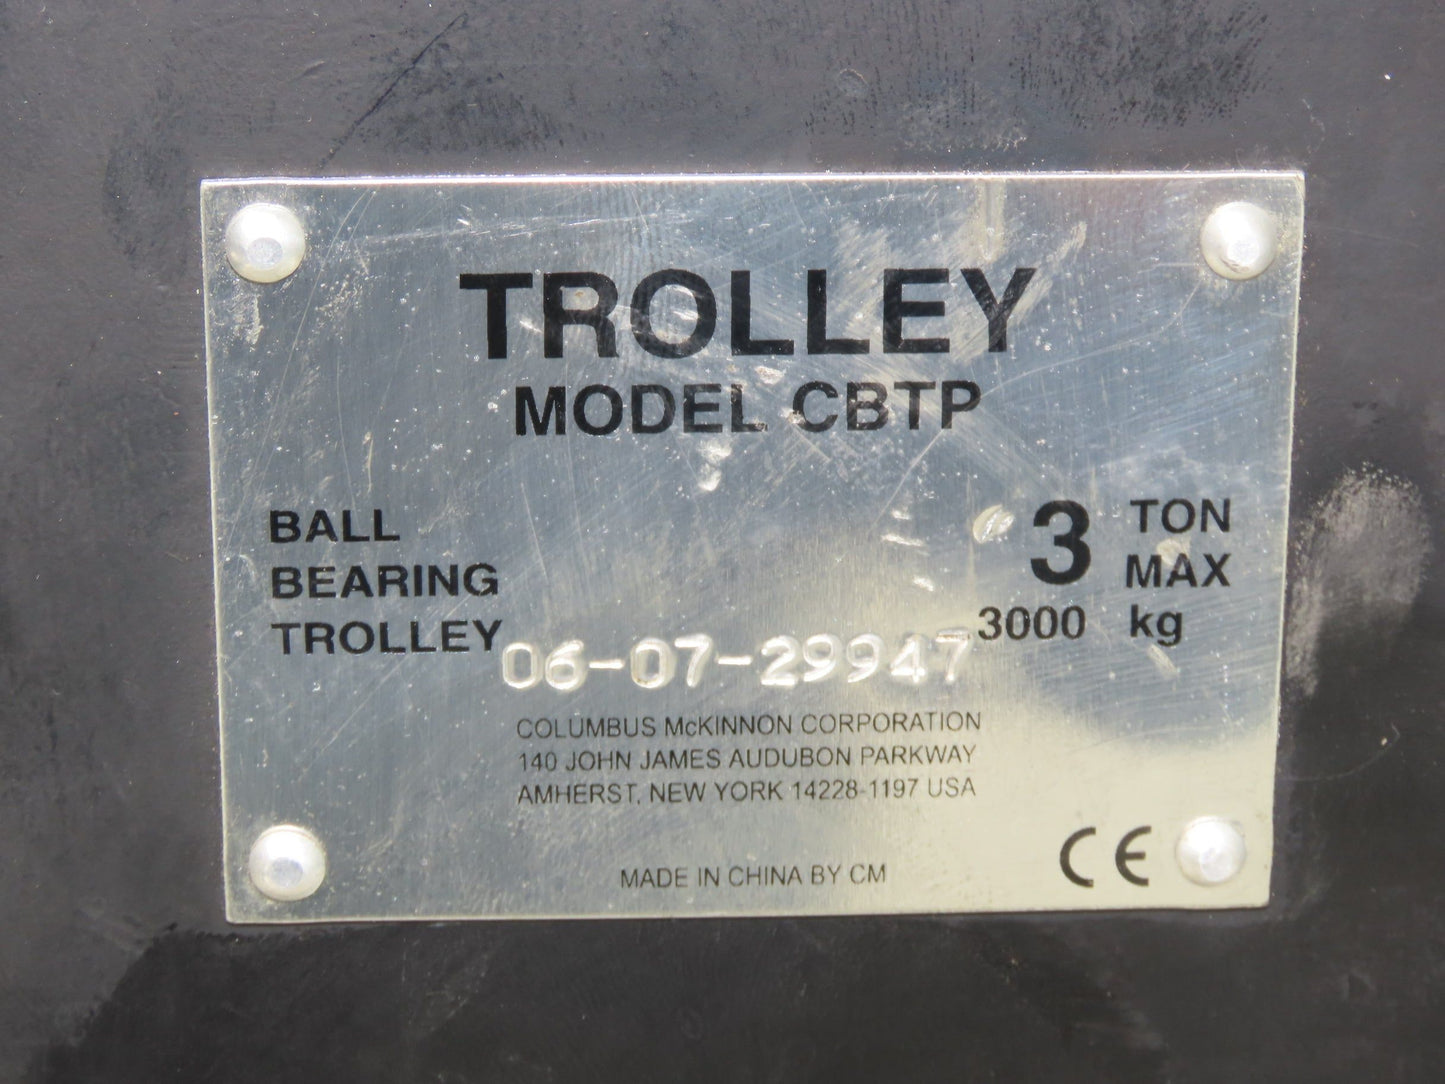 TROLLEY
MODEL CBTP
BALL
BEARING
TROLLEY
3 TON
MAX
3000 kg
06-07-29947
COLUMBUS McKINNON CORPORATION
140 JOHN JAMES AUDUBON PARKWAY
AMHERST, NEW YORK 14228-1197 USA
MADE IN CHINA BY CM
CE